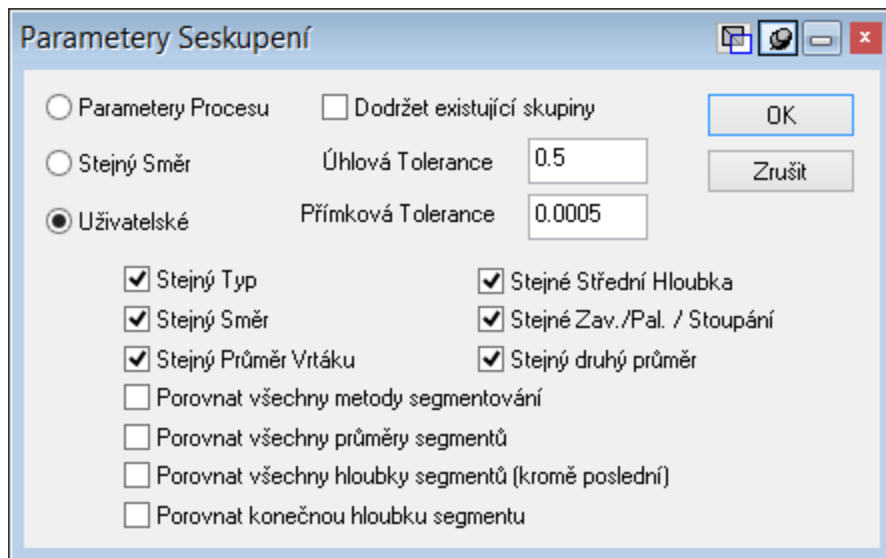 Parametery Seskupení
Parametery Procesu
Dodržet existující skupiny
OK
Stejný Směr
Úhlová Tolerance
0.5
Zrušit
Uživatelské
Přímková Tolerance
0.0005
Stejný Typ
Stejné Střední Hloubka
Stejný Směr
Stejné Zav./Pal. / Stoupání
Stejný Průměr Vrtáku
Stejný druhý průměr
Porovnat všechny metody segmentování
Porovnat všechny průměry segmentů
Porovnat všechny hloubky segmentů (kromě poslední)
Porovnat konečnou hloubku segmentu